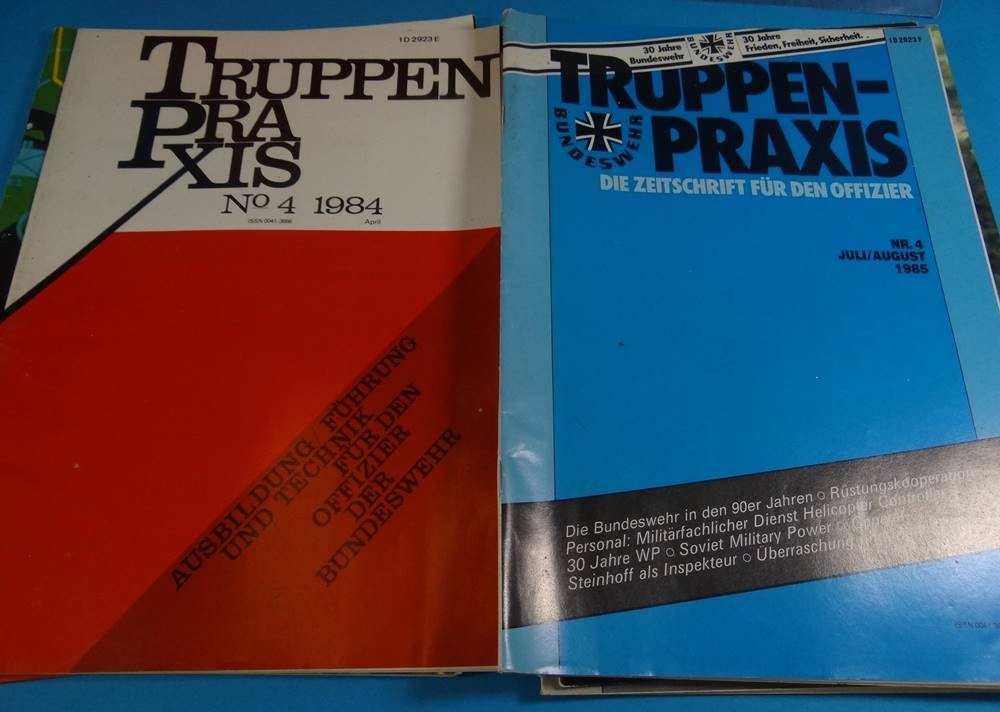 1 D 2923 E
TRUPPEN
PRA
XIS
No 4 1984
ISSN 0041-3666
April
AUSBILDUNG/FÜHRUNG
UND TECHNIK
FÜR DEN
OFFIZIER
DER
BUNDESWEHR
30 Jahre
Bundeswehr
BUNDESWEHR
30 Jahre
Frieden, Freiheit, Sicherheit..
1 D 2923 F
TRUPPEN-
PRAXIS
BUNDESWEHR
DIE ZEITSCHRIFT FÜR DEN OFFIZIER
NR. 4
JULI/AUGUST
1985
Die Bundeswehr in den 90er Jahren ○ Rüstungskooperation
Personal: Militärfachlicher Dienst Helicopter Controller
30 Jahre WP ○ Soviet Military Power ○
Steinhoff als Inspekteur ○ Überraschung